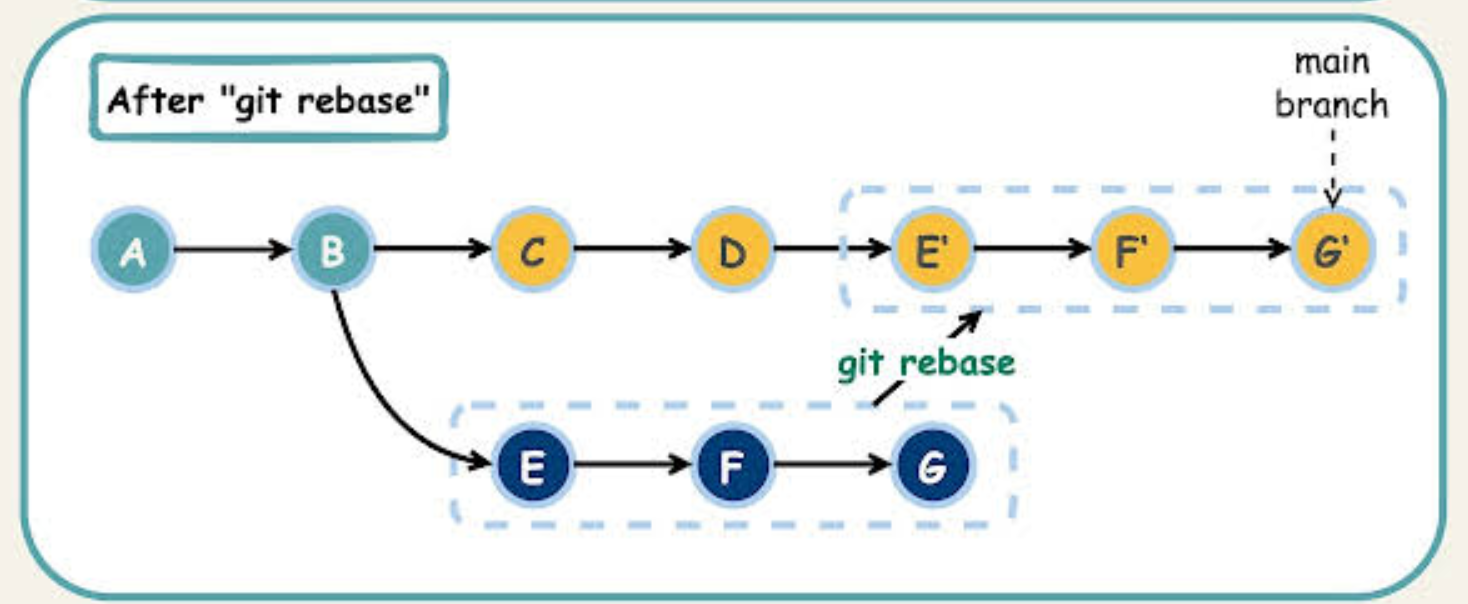 After "git rebase"
main
branch
A
B
C
D
E'
F'
G'
git rebase
E
F
G